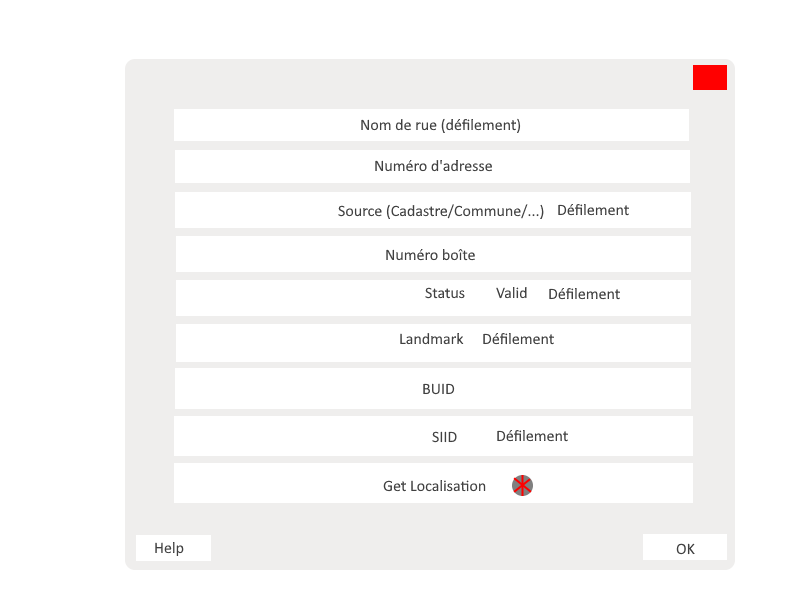 Nom de rue (défilement)
Numéro d'adresse
Source (Cadastre/Commune/...) Défilement
Numéro boîte
Status Valid Défilement
Landmark Défilement
BUID
SIID Défilement
Get Localisation
Help OK